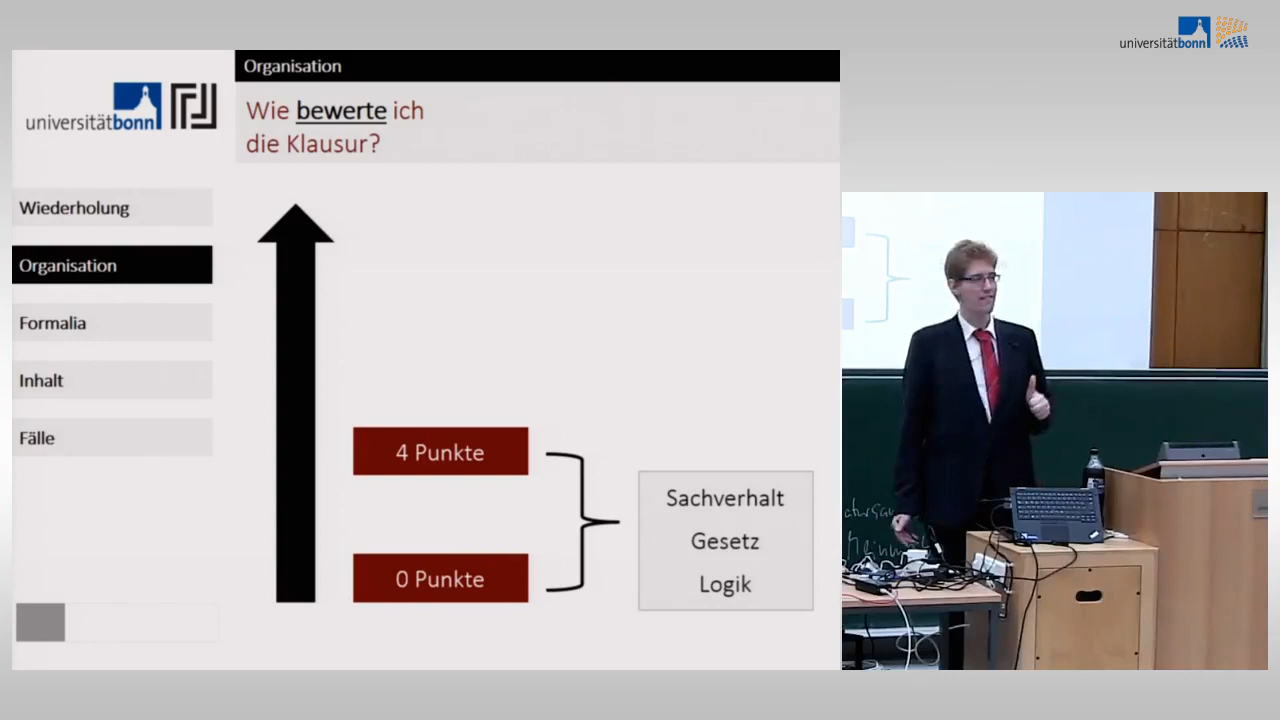 universitätbonn
Organisation
Wie bewerte ich
die Klausur?
universitätbonn
Wiederholung
Organisation
Formalia
Inhalt
Fälle
4 Punkte
0 Punkte
Sachverhalt
Gesetz
Logik